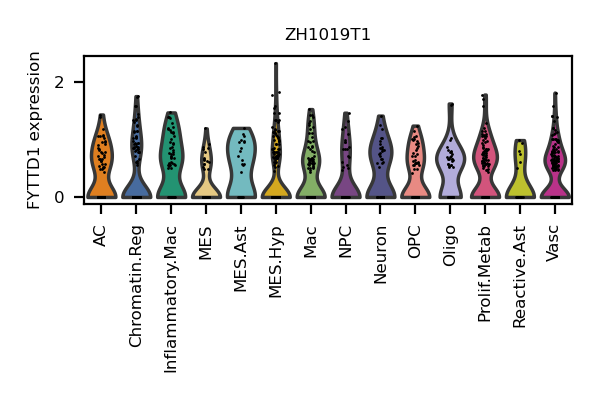 ZH1019T1
FYTTD1 expression
2
0
AC
Chromatin.Reg
Inflammatory.Mac
MES
MES.Ast
MES.Hyp
Mac
NPC
Neuron
OPC
Oligo
Prolif.Metab
Reactive.Ast
Vasc